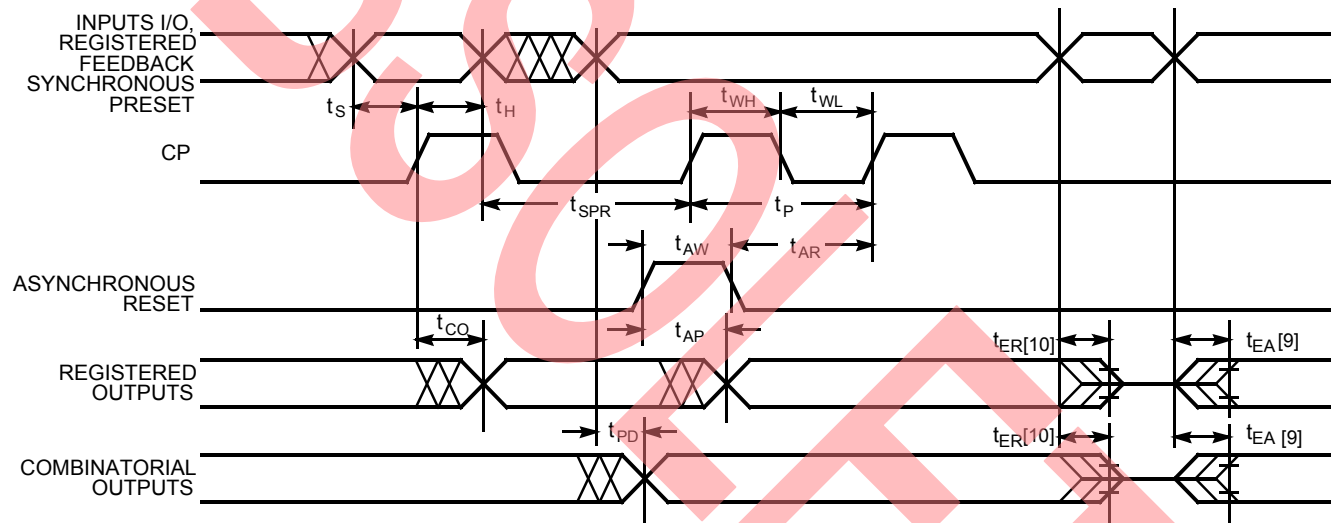 INPUTS I/O,
REGISTERED
FEEDBACK
SYNCHRONOUS
PRESET
tS
tH
tWH
tWL
CP
tSPR
tP
tAW
tAR
ASYNCHRONOUS
RESET
tCO
tAP
tER[10]
tEA[9]
REGISTERED
OUTPUTS
tPD
tER[10]
tEA [9]
COMBINATORIAL
OUTPUTS